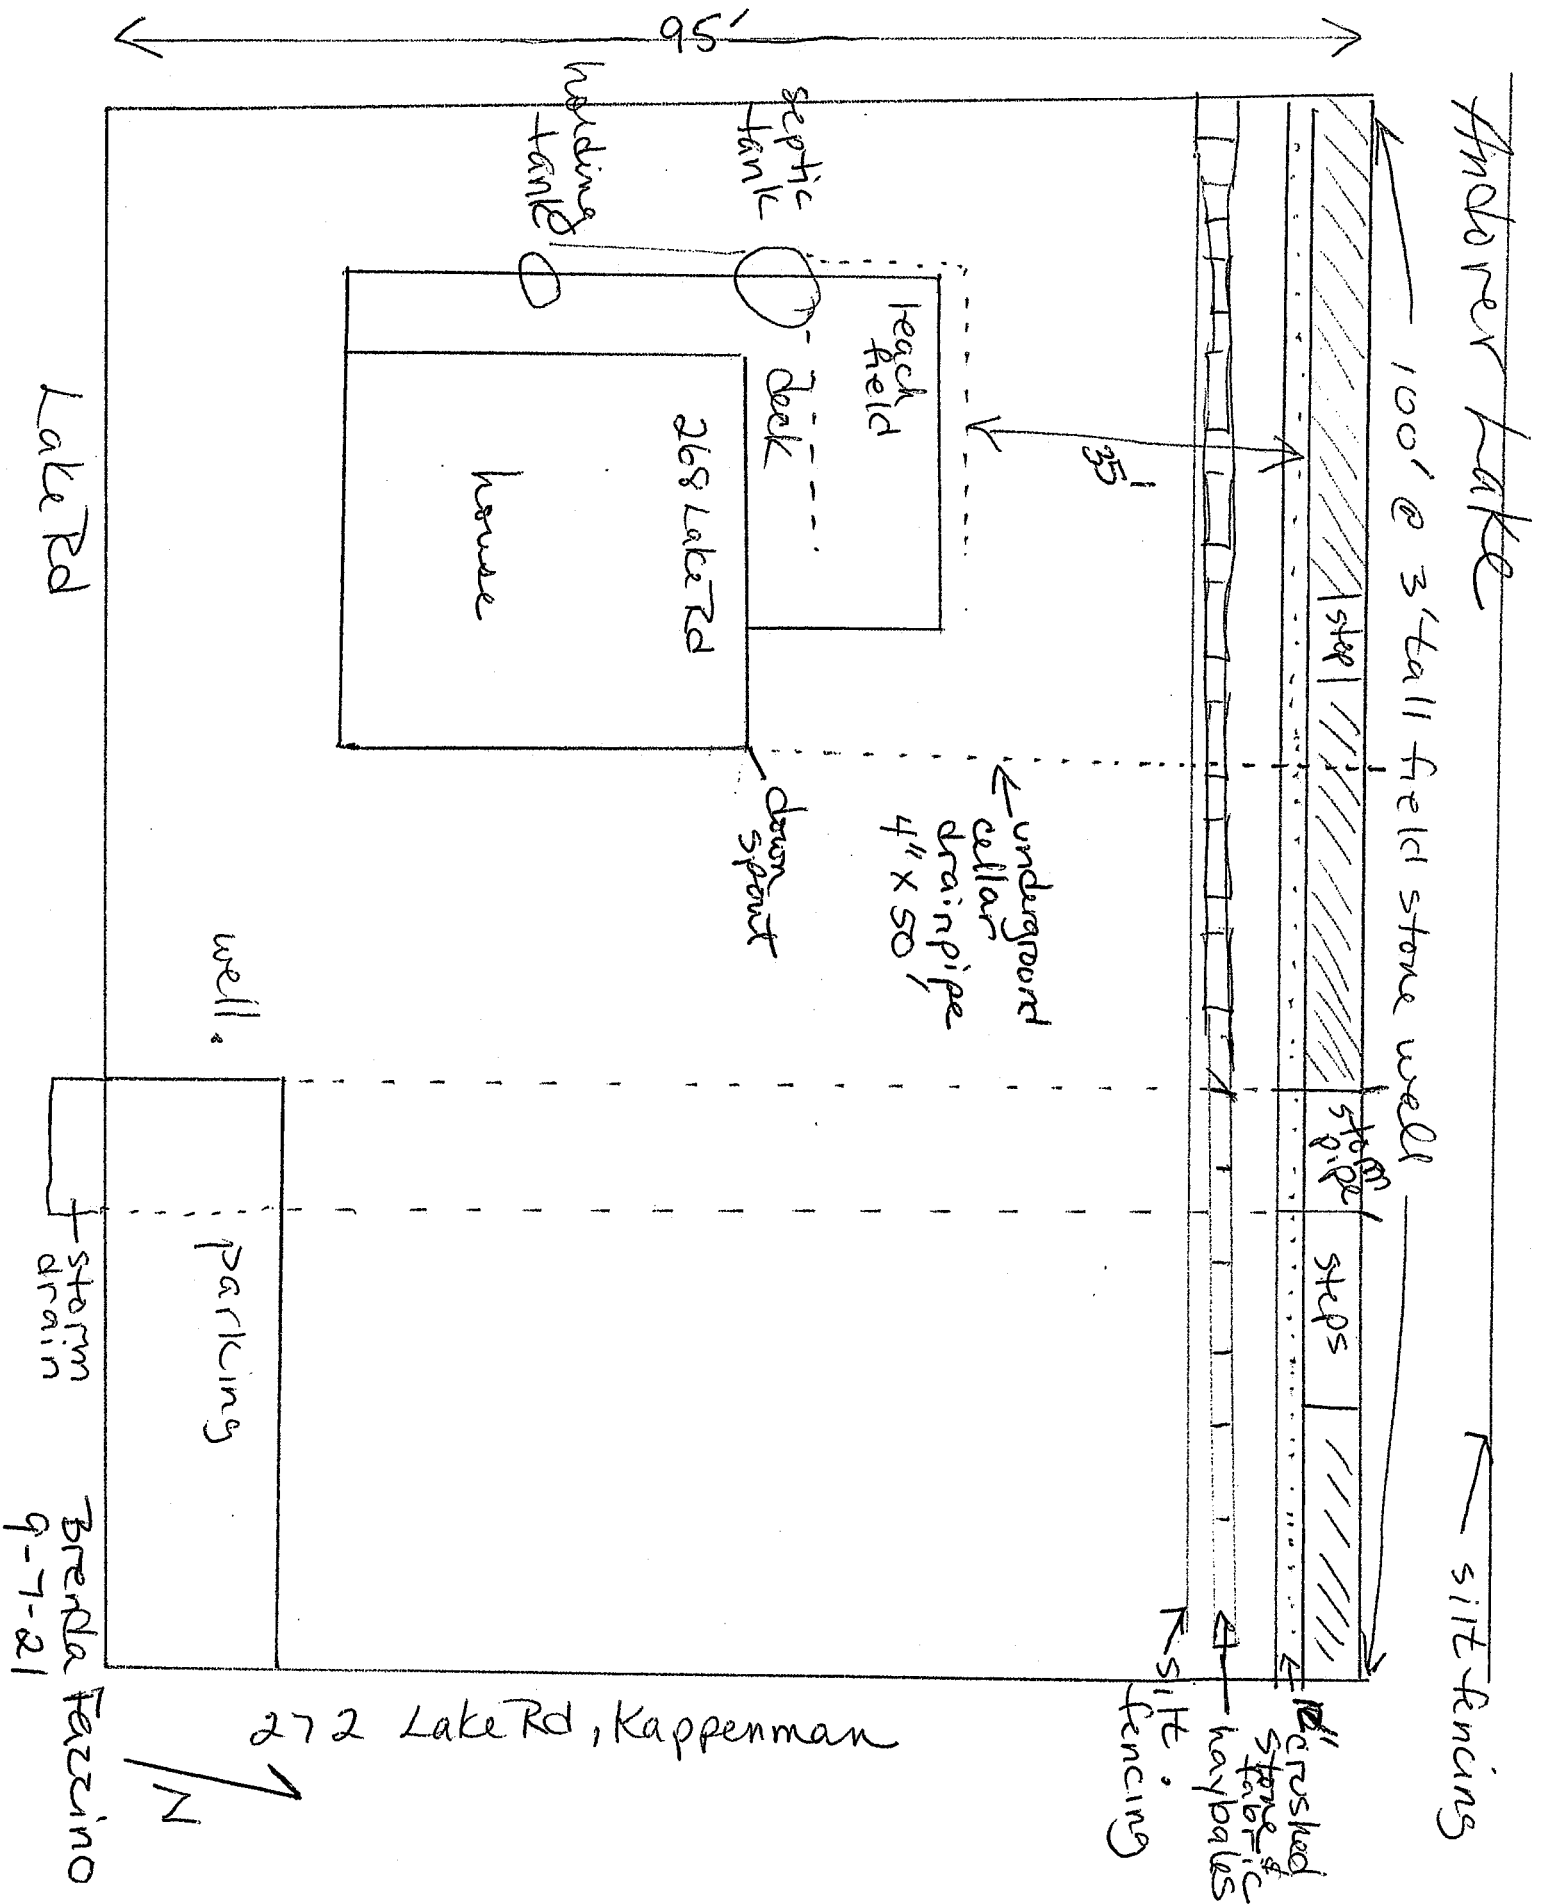 Andover Lake
← silt fencing
100' @ 3' tall field stone wall
step
storm
pipe
steps
12" crushed
stone &
fabric
haybales
silt
fencing
95'
35'
septic
tank
holding
tank
leach
field
deck
268 Lake Rd
house
← underground
cellar
drainpipe
4" x 50'
down
spout
well
parking
272 Lake Rd, Kappenman
N
Lake Rd
storm
drain
Brenda Fazzino
9-7-21